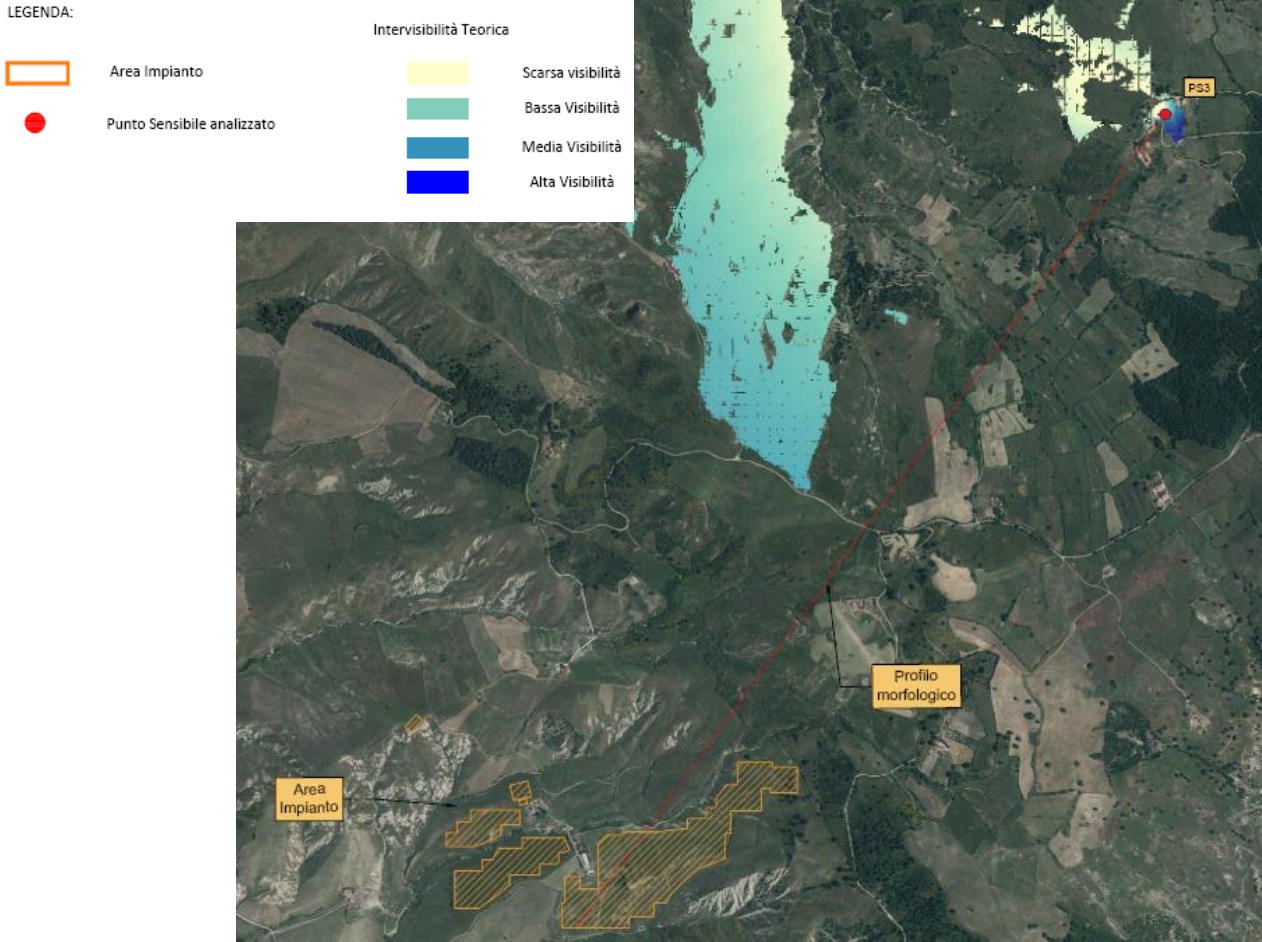 LEGENDA:
Intervisibilità Teorica
Area Impianto
Punto Sensibile analizzato
Scarsa visibilità
Bassa Visibilità
Media Visibilità
Alta Visibilità
PS3
Profilo
morfologico
Area
Impianto